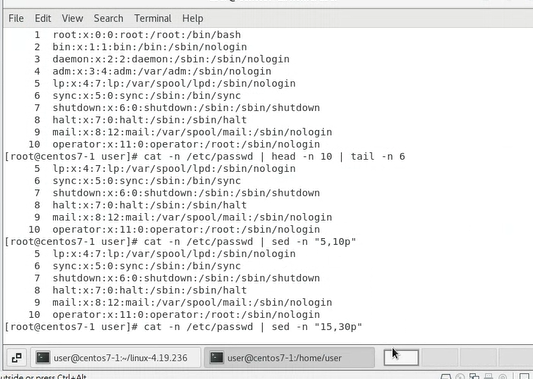 File Edit View Search Terminal Help
1 root:x:0:0:root:/root:/bin/bash
2 bin:x:1:1:bin:/bin:/sbin/nologin
3 daemon:x:2:2:daemon:/sbin:/sbin/nologin
4 adm:x:3:4:adm:/var/adm:/sbin/nologin
5 lp:x:4:7:lp:/var/spool/lpd:/sbin/nologin
6 sync:x:5:0:sync:/sbin:/bin/sync
7 shutdown:x:6:0:shutdown:/sbin:/sbin/shutdown
8 halt:x:7:0:halt:/sbin:/sbin/halt
9 mail:x:8:12:mail:/var/spool/mail:/sbin/nologin
10 operator:x:11:0:operator:/root:/sbin/nologin
[root@centos7-1 user]# cat -n /etc/passwd | head -n 10 | tail -n 6
5 lp:x:4:7:lp:/var/spool/lpd:/sbin/nologin
6 sync:x:5:0:sync:/sbin:/bin/sync
7 shutdown:x:6:0:shutdown:/sbin:/sbin/shutdown
8 halt:x:7:0:halt:/sbin:/sbin/halt
9 mail:x:8:12:mail:/var/spool/mail:/sbin/nologin
10 operator:x:11:0:operator:/root:/sbin/nologin
[root@centos7-1 user]# cat -n /etc/passwd | sed -n "5,10p"
5 lp:x:4:7:lp:/var/spool/lpd:/sbin/nologin
6 sync:x:5:0:sync:/sbin:/bin/sync
7 shutdown:x:6:0:shutdown:/sbin:/sbin/shutdown
8 halt:x:7:0:halt:/sbin:/sbin/halt
9 mail:x:8:12:mail:/var/spool/mail:/sbin/nologin
10 operator:x:11:0:operator:/root:/sbin/nologin
[root@centos7-1 user]# cat -n /etc/passwd | sed -n "15,30p"
user@centos7-1:~/linux-4.19.236 user@centos7-1:/home/user
or press Ctrl+Alt.